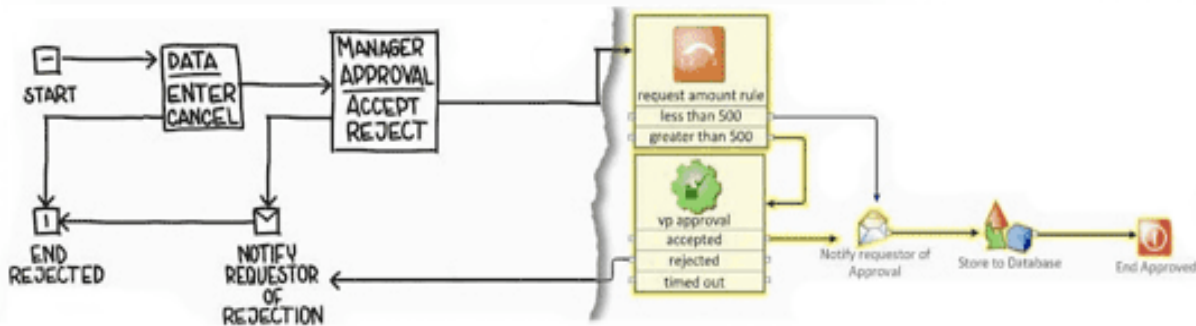 START
DATA
ENTER
CANCEL
MANAGER
APPROVAL
ACCEPT
REJECT
END
REJECTED
NOTIFY
REQUESTOR
OF
REJECTION
request amount rule
less than 500
greater than 500
vp approval
accepted
rejected
timed out
Notify requestor of
Approval
Store to Database
End Approved